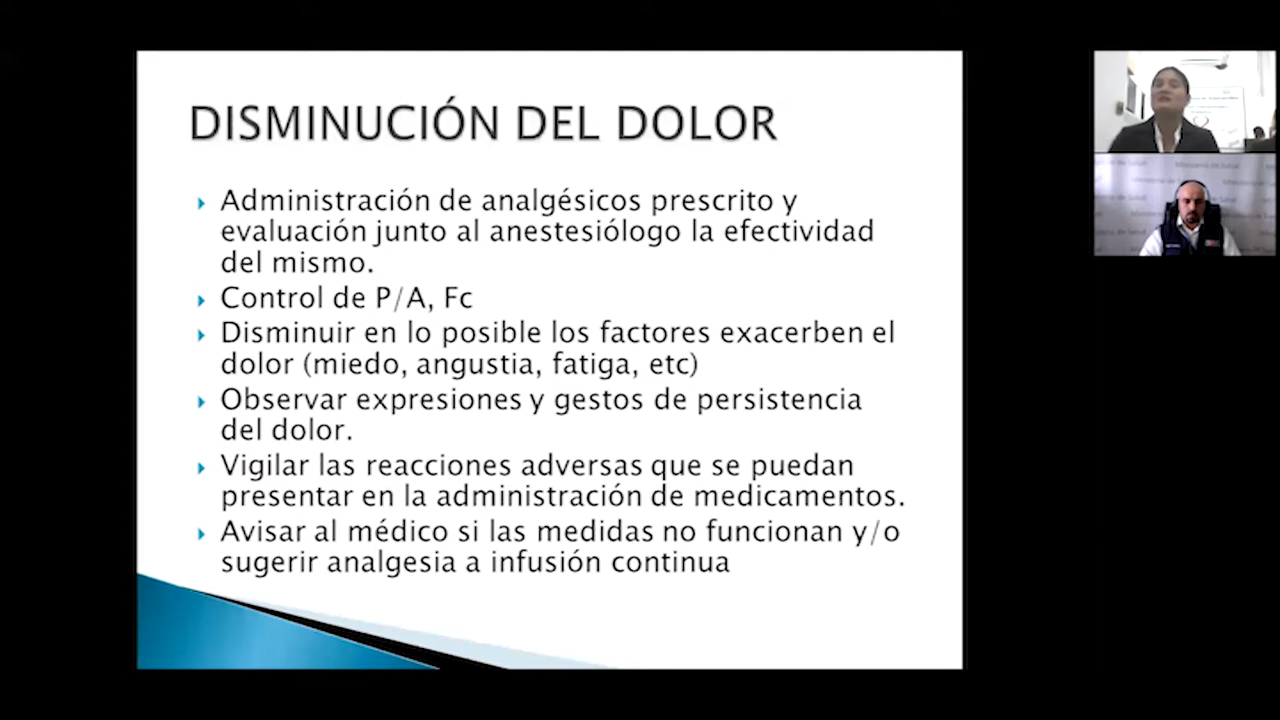 DISMINUCIÓN DEL DOLOR
Administración de analgésicos prescrito y
evaluación junto al anestesiólogo la efectividad
del mismo.
Control de P/A, Fc
Disminuir en lo posible los factores exacerben el
dolor (miedo, angustia, fatiga, etc)
Observar expresiones y gestos de persistencia
del dolor.
Vigilar las reacciones adversas que se puedan
presentar en la administración de medicamentos.
Avisar al médico si las medidas no funcionan y/o
sugerir analgesia a infusión continua
Ministerio de Salud